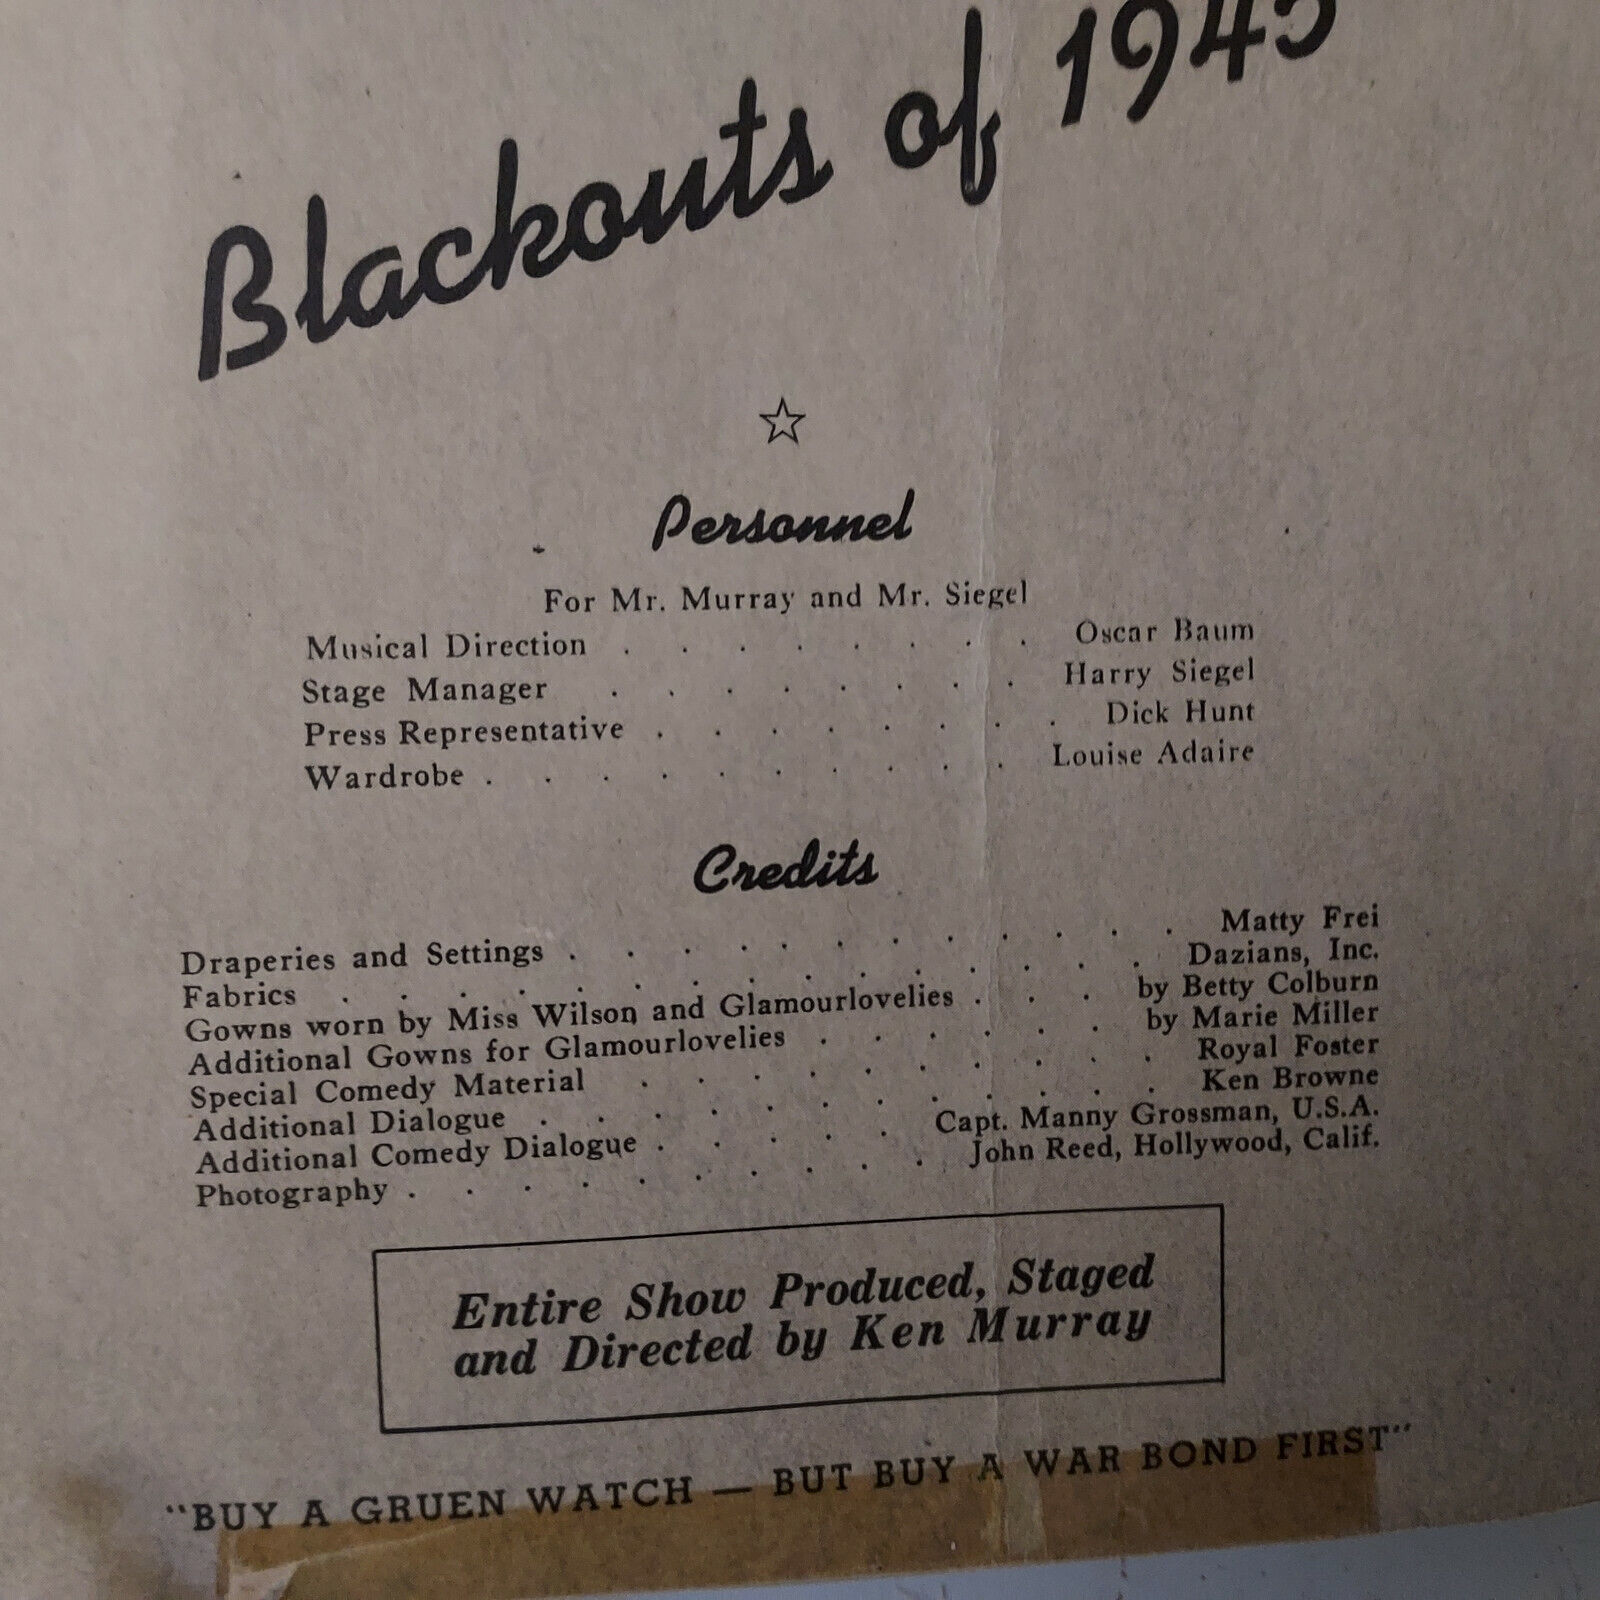 Blackouts of 1945
Personnel
For Mr. Murray and Mr. Siegel
Musical Direction . . . . . . . . Oscar Baum
Stage Manager . . . . . . . . Harry Siegel
Press Representative . . . . . . . . Dick Hunt
Wardrobe . . . . . . . . . . Louise Adaire
Credits
Draperies and Settings . . . . . . . . . . . Matty Frei
Fabrics . . . . . . . . . . . . . . Dazians, Inc.
Gowns worn by Miss Wilson and Glamourlovelies . . . by Betty Colburn
Additional Gowns for Glamourlovelies . . . . . . by Marie Miller
Special Comedy Material . . . . . . . . . . Royal Foster
Additional Dialogue . . . . . . . . . . . Ken Browne
Additional Comedy Dialogue . . . . . Capt. Manny Grossman, U.S.A.
Photography . . . . . . . . . . John Reed, Hollywood, Calif.
Entire Show Produced, Staged
and Directed by Ken Murray
"BUY A GRUEN WATCH — BUT BUY A WAR BOND FIRST"